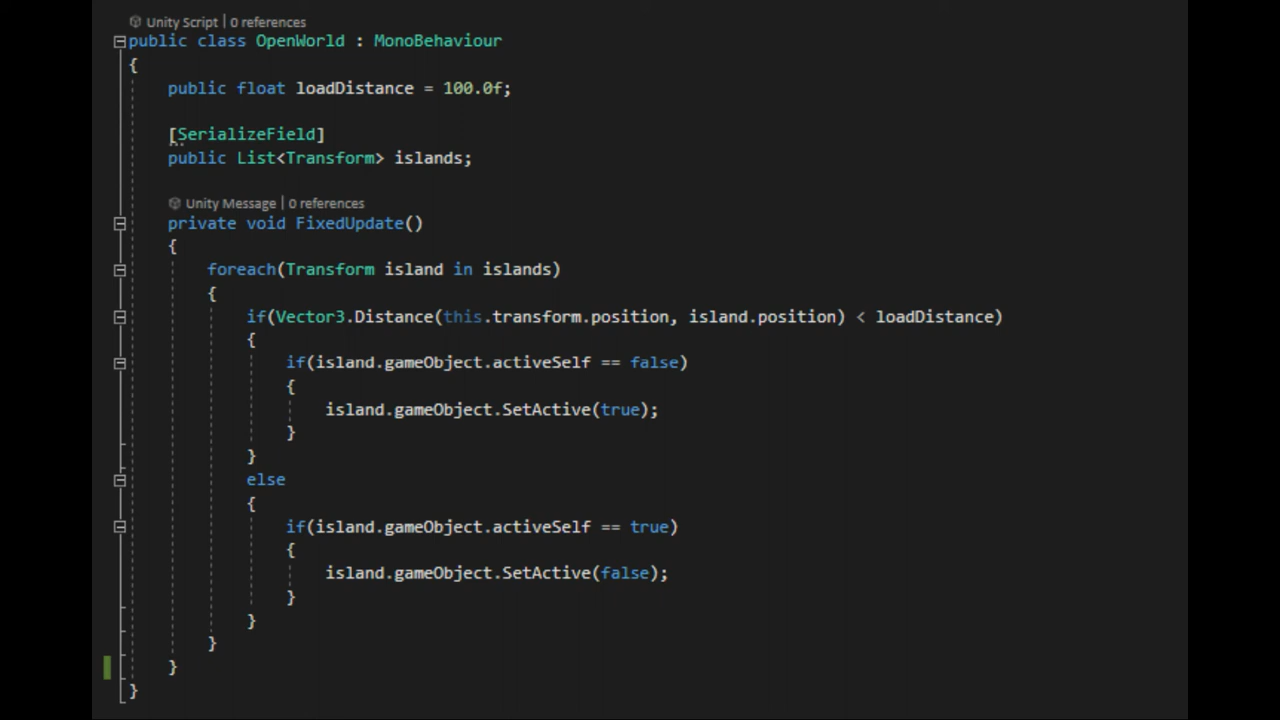 Unity Script | 0 references
public class OpenWorld : MonoBehaviour
{
public float loadDistance = 100.0f;
[SerializeField]
public List<Transform> islands;
Unity Message | 0 references
private void FixedUpdate()
{
foreach(Transform island in islands)
{
if(Vector3.Distance(this.transform.position, island.position) < loadDistance)
{
if(island.gameObject.activeSelf == false)
{
island.gameObject.SetActive(true);
}
}
else
{
if(island.gameObject.activeSelf == true)
{
island.gameObject.SetActive(false);
}
}
}
}
}